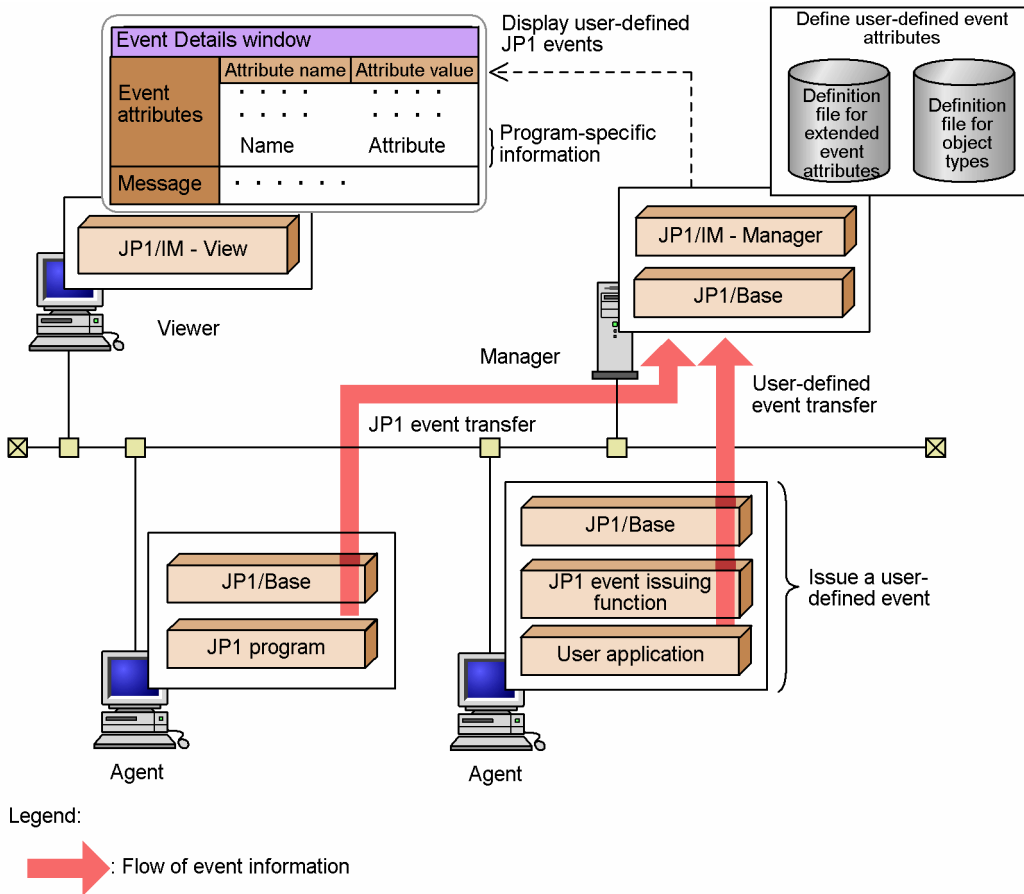 Event Details window
Attribute name
Attribute value
Event
attributes
Name
Attribute
Message
Display user-defined
JP1 events
Program-specific
information
Define user-defined event
attributes
Definition
file for
extended
event
attributes
Definition
file for
object
types
JP1/IM - View
Viewer
JP1/IM - Manager
JP1/Base
Manager
JP1 event transfer
User-defined
event transfer
JP1/Base
JP1 program
Agent
JP1/Base
JP1 event issuing
function
User application
Issue a user-
defined event
Agent
Legend:
: Flow of event information